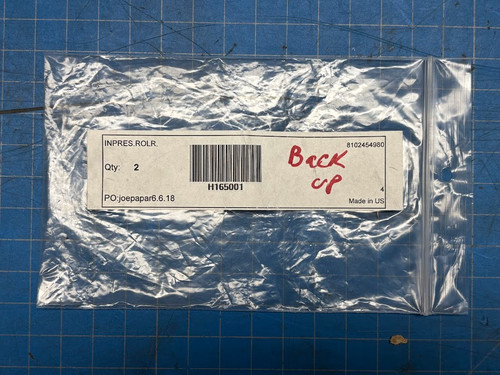 INPRES.ROLR.
8102454980
Qty: 2
H165001
Back
up
4
PO:joepapar6.6.18
Made in US